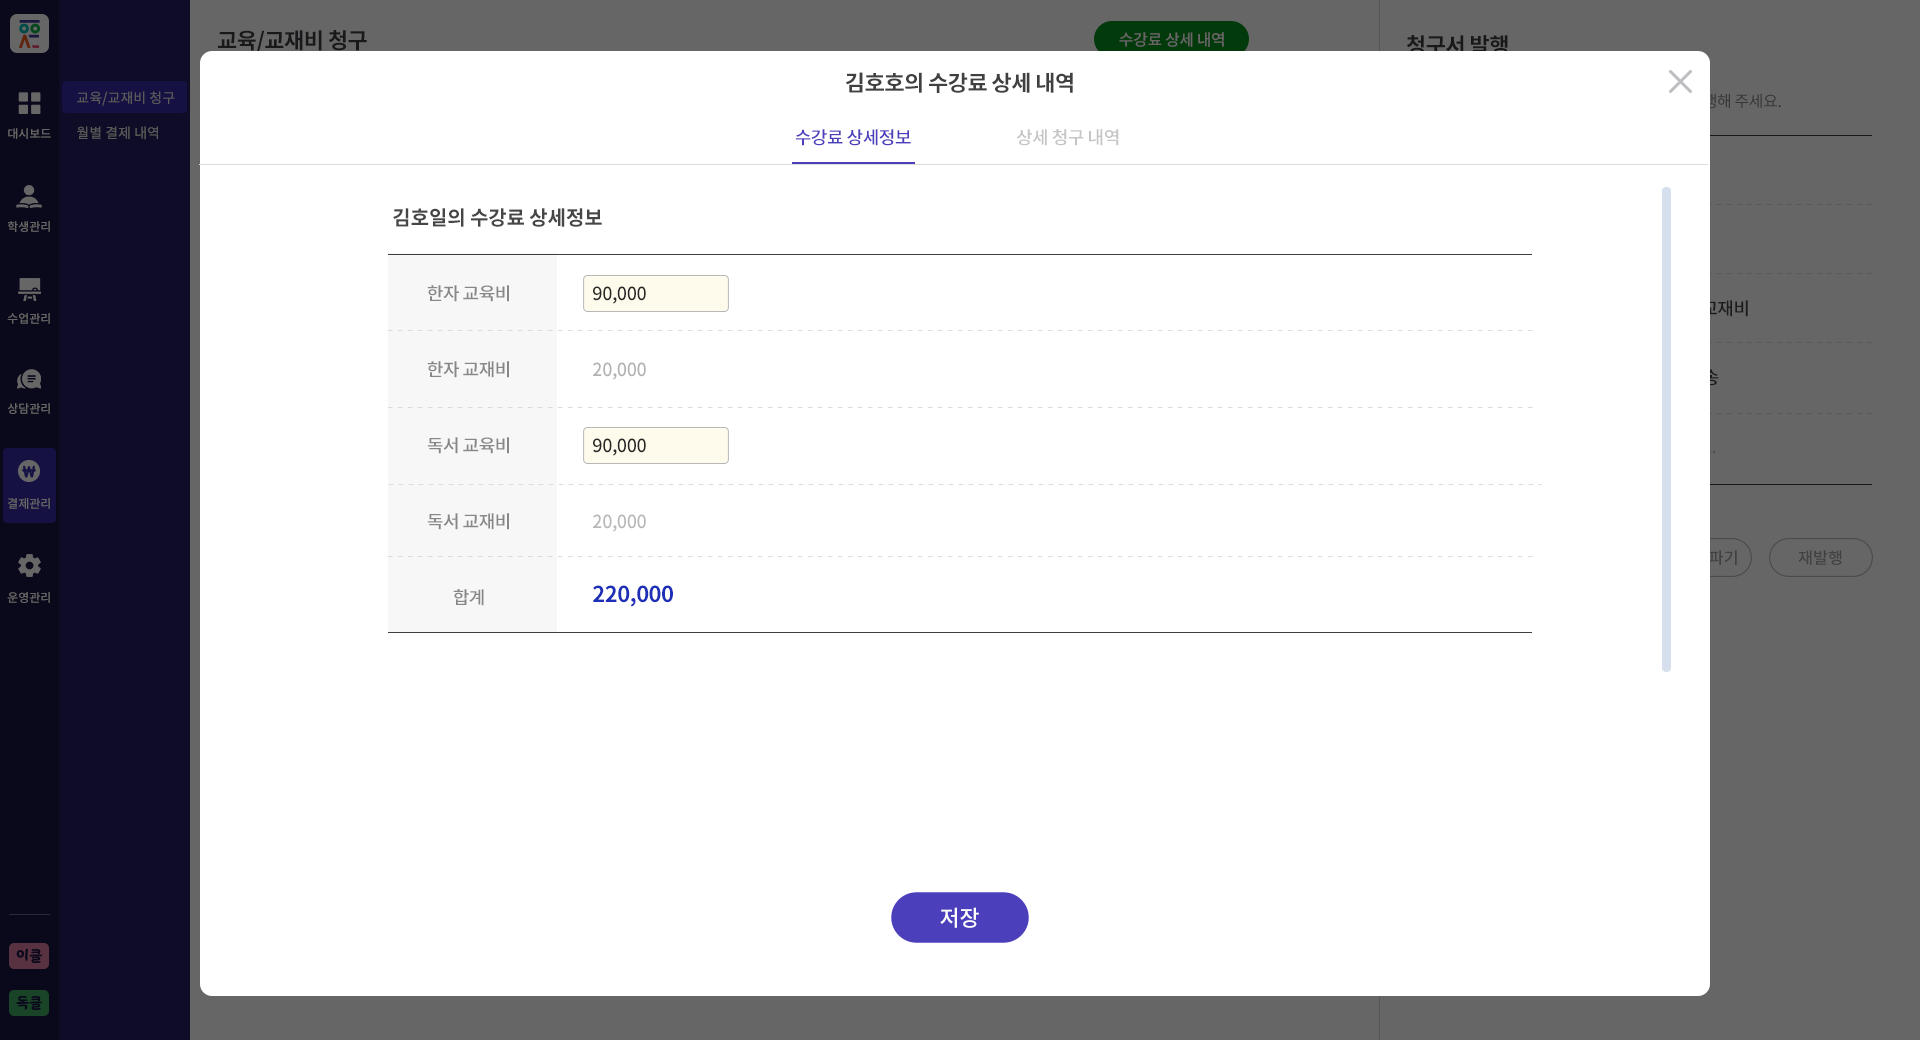 교육/교재비 청구
수강료 상세 내역
청구서 발행
김호호의 수강료 상세 내역
수강료 상세정보
상세 청구 내역
대시보드
학생관리
수업관리
상담관리
결제관리
운영관리
이클
독클
교육/교재비 청구
월별 결제 내역
김호일의 수강료 상세정보
한자 교육비 90,000
한자 교재비 20,000
독서 교육비 90,000
독서 교재비 20,000
합계 220,000
저장
주세요.
교재비
재발행